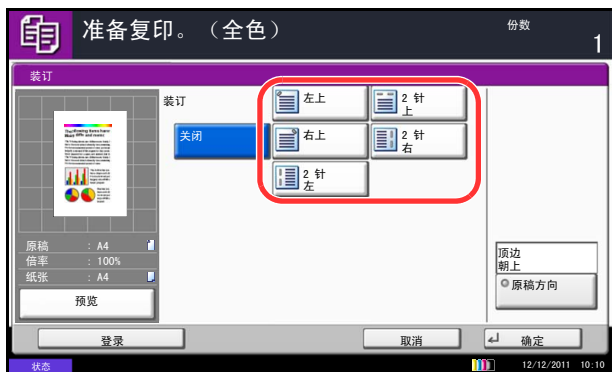 准备复印。（全色）
份数
1
装订
装订
关闭
左上
2 针
上
右上
2 针
右
2 针
左
原稿 : A4
倍率 : 100%
纸张 : A4
预览
顶边
朝上
原稿方向
登录
取消
确定
状态
12/12/2011 10:10